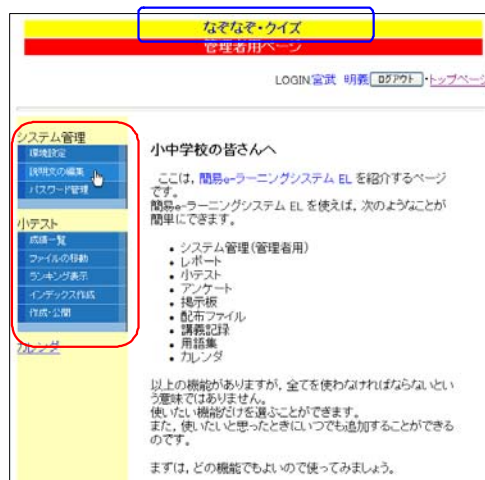 なぞなぞ・クイズ
管理者用ページ
LOGIN宮武 明義 ログアウト・トップページ
システム管理
環境設定
説明文の編集
パスワード管理
小テスト
成績一覧
ファイルの移動
ランキング表示
インデックス作成
作成・公開
カレンダ
小中学校の皆さんへ
ここは, 簡易e-ラーニングシステム EL を紹介するページ
です。
簡易e-ラーニングシステム EL を使えば, 次のようなことが
簡単にできます。
• システム管理(管理者用)
• レポート
• 小テスト
• アンケート
• 掲示板
• 配布ファイル
• 講義記録
• 用語集
• カレンダ
以上の機能がありますが, 全てを使わなければならないとい
う意味ではありません。
使いたい機能だけを選ぶことができます。
また, 使いたいと思ったときにいつでも追加することができる
のです。
まずは, どの機能でもよいので使ってみましょう。